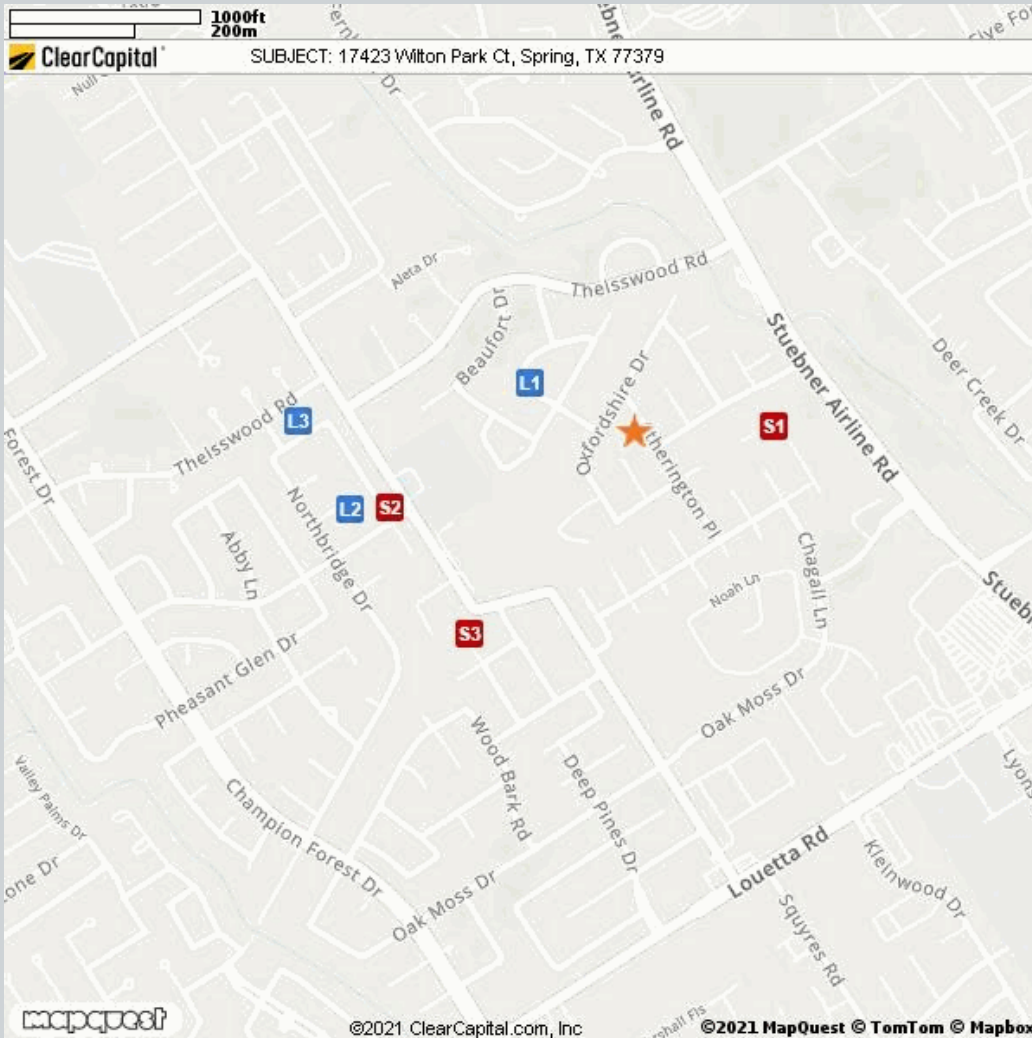 1000ft
200m
ClearCapital
SUBJECT: 17423 Wilton Park Ct, Spring, TX 77379
Dr
Airline Rd
Theisswood Rd
Aleta Dr
Beaufort Dr
Stuebner Airline Rd
Deer Creek Dr
Oxfordshire Dr
L1
L3
S1
Theisswood Rd
Forest Dr
therington Pl
L2
S2
Northbridge Dr
Abby Ln
Chagall Ln
Noah Ln
S3
Pheasant Glen Dr
Oak Moss Dr
Wood Bark Rd
Deep Pines Dr
Valley Palms Dr
Champion Forest Dr
Louetta Rd
Kleinwood Dr
Oak Moss Dr
Squyres Rd
mapquest
©2021 ClearCapital.com, Inc
©2021 MapQuest © TomTom © Mapbox